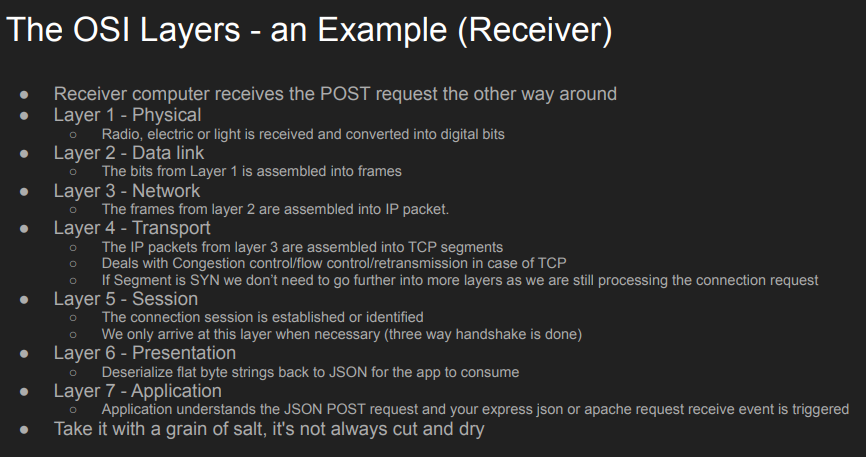 The OSI Layers - an Example (Receiver)
● Receiver computer receives the POST request the other way around
● Layer 1 - Physical
○ Radio, electric or light is received and converted into digital bits
● Layer 2 - Data link
○ The bits from Layer 1 is assembled into frames
● Layer 3 - Network
○ The frames from layer 2 are assembled into IP packet.
● Layer 4 - Transport
○ The IP packets from layer 3 are assembled into TCP segments
○ Deals with Congestion control/flow control/retransmission in case of TCP
○ If Segment is SYN we don’t need to go further into more layers as we are still processing the connection request
● Layer 5 - Session
○ The connection session is established or identified
○ We only arrive at this layer when necessary (three way handshake is done)
● Layer 6 - Presentation
○ Deserialize flat byte strings back to JSON for the app to consume
● Layer 7 - Application
○ Application understands the JSON POST request and your express json or apache request receive event is triggered
● Take it with a grain of salt, it's not always cut and dry